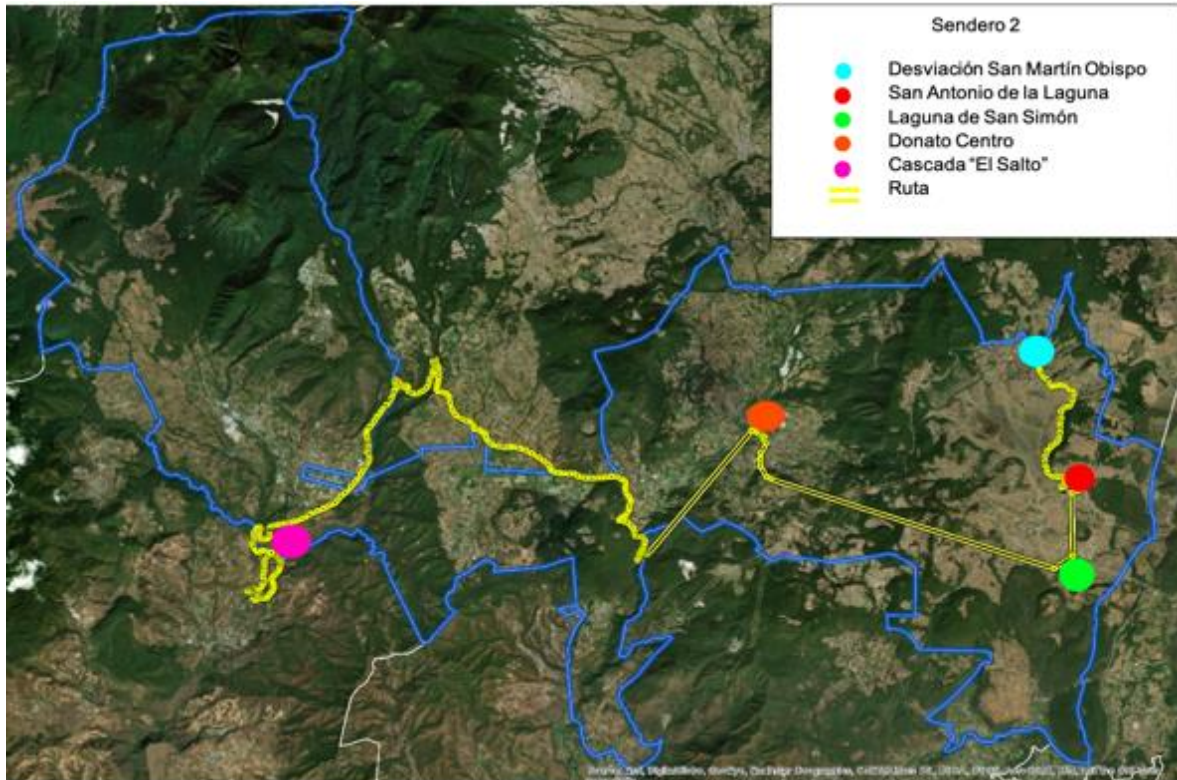 Sendero 2
Desviación San Martín Obispo
San Antonio de la Laguna
Laguna de San Simón
Donato Centro
Cascada “El Salto”
Ruta